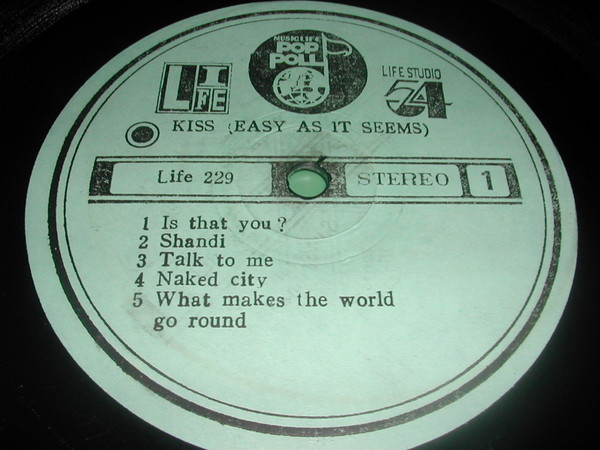 MUSIC LIFE
POP
POLL
LIFE
LIFE STUDIO
54
KISS (EASY AS IT SEEMS)
Life 229
STEREO
1
1 Is that you?
2 Shandi
3 Talk to me
4 Naked city
5 What makes the world
go round